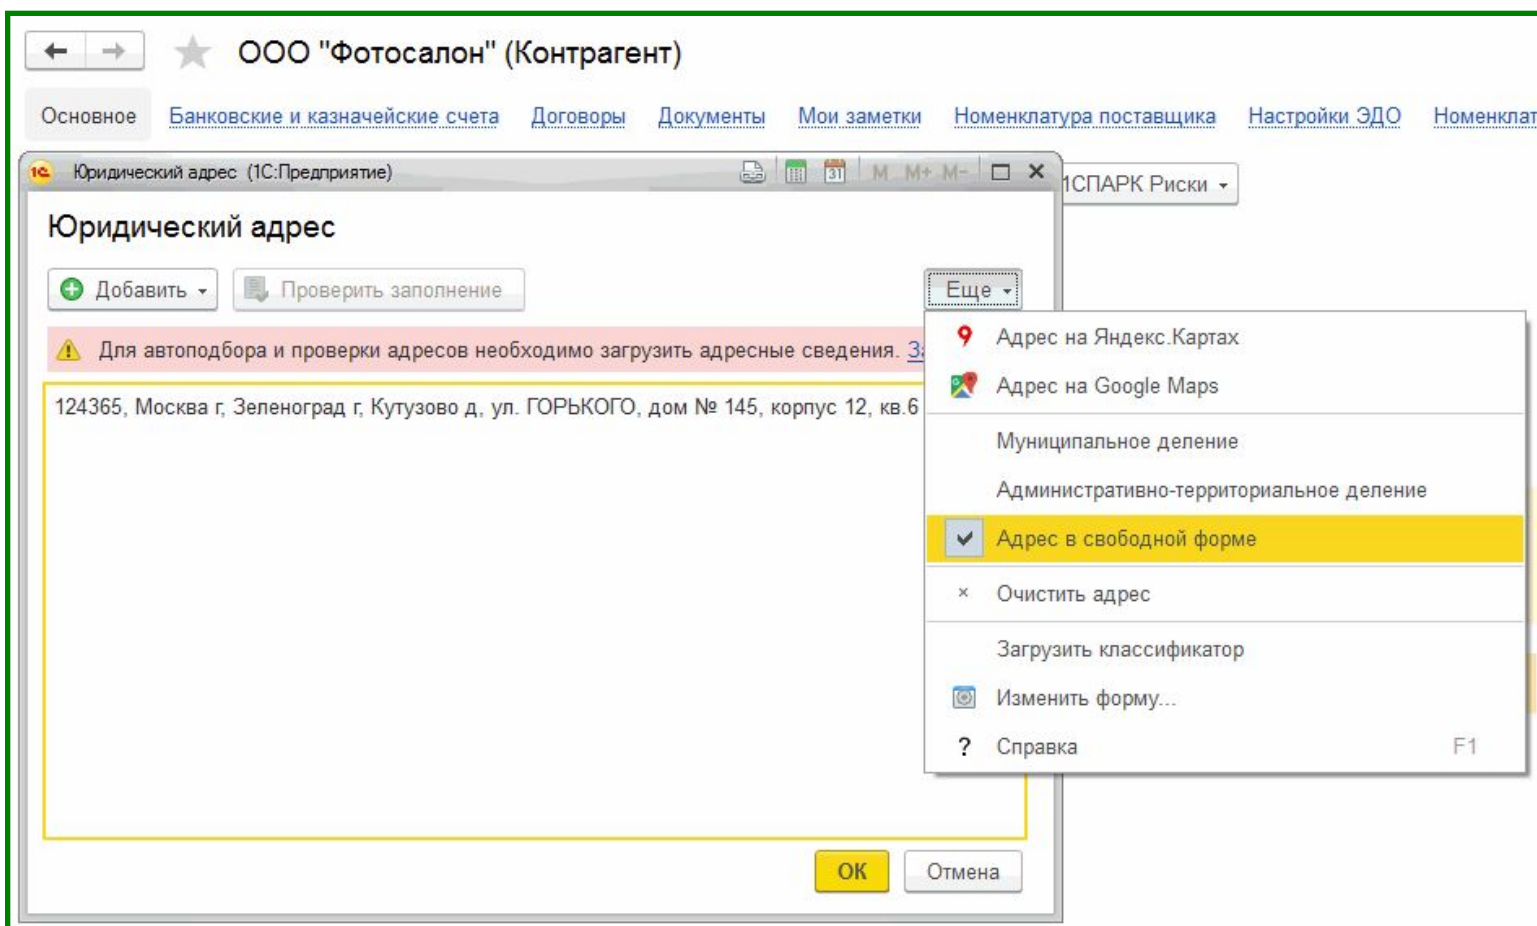 ООО "Фотосалон" (Контрагент)
Основное Банковские и казначейские счета Договоры Документы Мои заметки Номенклатура поставщика Настройки ЭДО Номенклат
1С Юридический адрес (1С:Предприятие) 31 M M+ M-
1СПАРК Риски
Юридический адрес
Добавить Проверить заполнение Еще
Для автоподбора и проверки адресов необходимо загрузить адресные сведения.
124365, Москва г, Зеленоград г, Кутузово д, ул. ГОРЬКОГО, дом № 145, корпус 12, кв.6
Адрес на Яндекс.Картах
Адрес на Google Maps
Муниципальное деление
Административно-территориальное деление
Адрес в свободной форме
Очистить адрес
Загрузить классификатор
Изменить форму...
? Справка F1
ОК Отмена